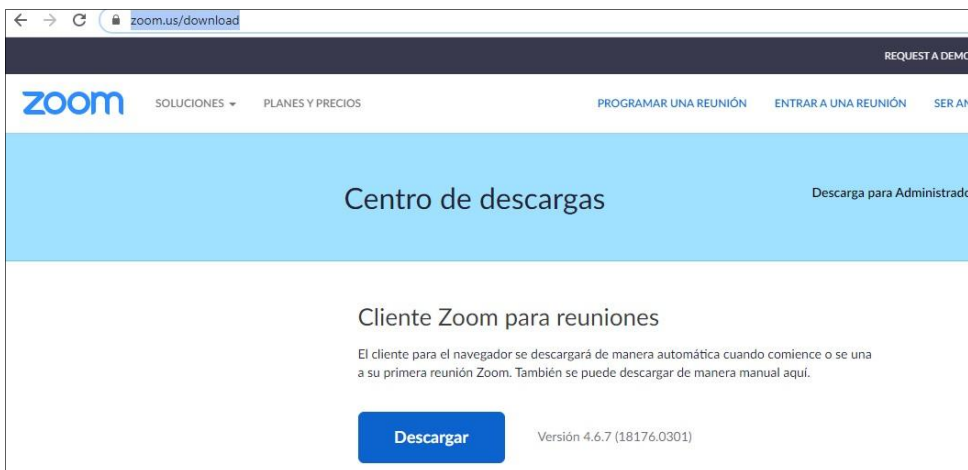 zoom.us/download
REQUEST A DEMO
zoom SOLUCIONES PLANES Y PRECIOS PROGRAMAR UNA REUNIÓN ENTRAR A UNA REUNIÓN SER AN
Centro de descargas Descarga para Administrado
Cliente Zoom para reuniones
El cliente para el navegador se descargará de manera automática cuando comience o se una
a su primera reunión Zoom. También se puede descargar de manera manual aquí.
Descargar Versión 4.6.7 (18176.0301)